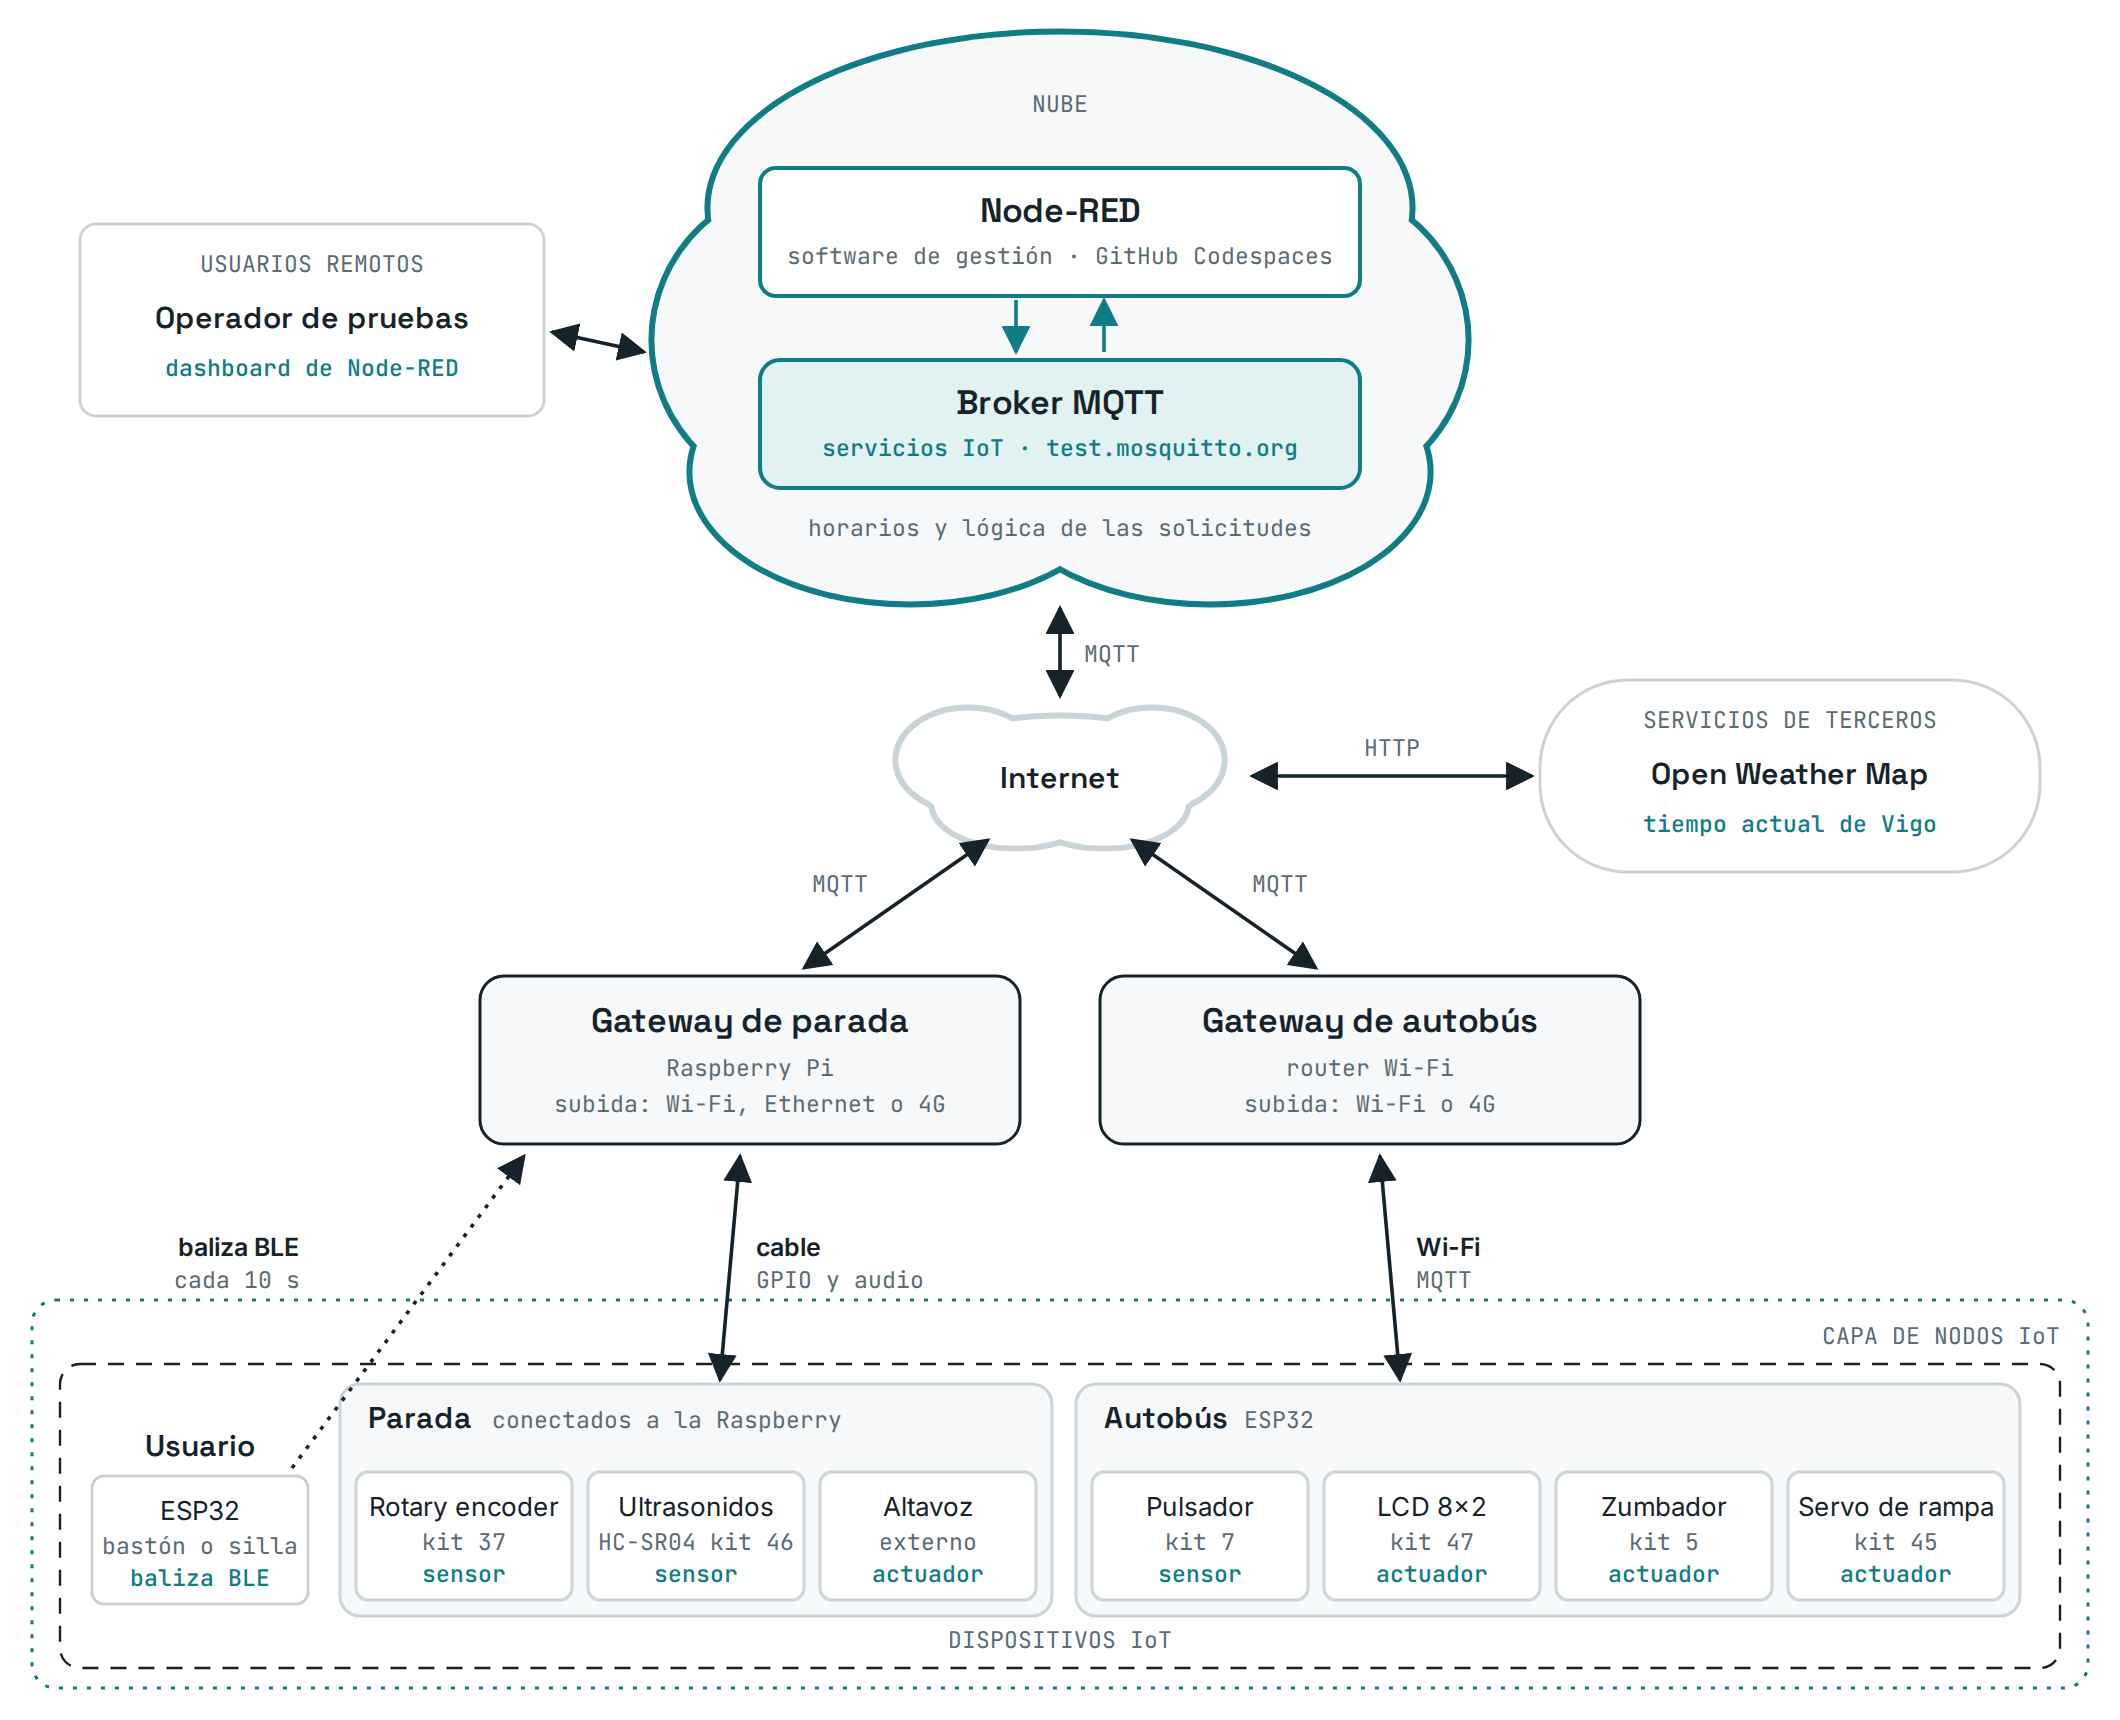 NUBE
Node-RED
software de gestión · GitHub Codespaces
USUARIOS REMOTOS
Operador de pruebas
dashboard de Node-RED
Broker MQTT
servicios IoT · test.mosquitto.org
horarios y lógica de las solicitudes
MQTT
Internet
HTTP
SERVICIOS DE TERCEROS
Open Weather Map
tiempo actual de Vigo
MQTT
MQTT
Gateway de parada
Raspberry Pi
subida: Wi-Fi, Ethernet o 4G
Gateway de autobús
router Wi-Fi
subida: Wi-Fi o 4G
baliza BLE
cada 10 s
cable
GPIO y audio
Wi-Fi
MQTT
CAPA DE NODOS IoT
Usuario
ESP32
bastón o silla
baliza BLE
Parada conectados a la Raspberry
Rotary encoder
kit 37
sensor
Ultrasonidos
HC-SR04 kit 46
sensor
Altavoz
externo
actuador
Autobús ESP32
Pulsador
kit 7
sensor
LCD 8×2
kit 47
actuador
Zumbador
kit 5
actuador
Servo de rampa
kit 45
actuador
DISPOSITIVOS IoT